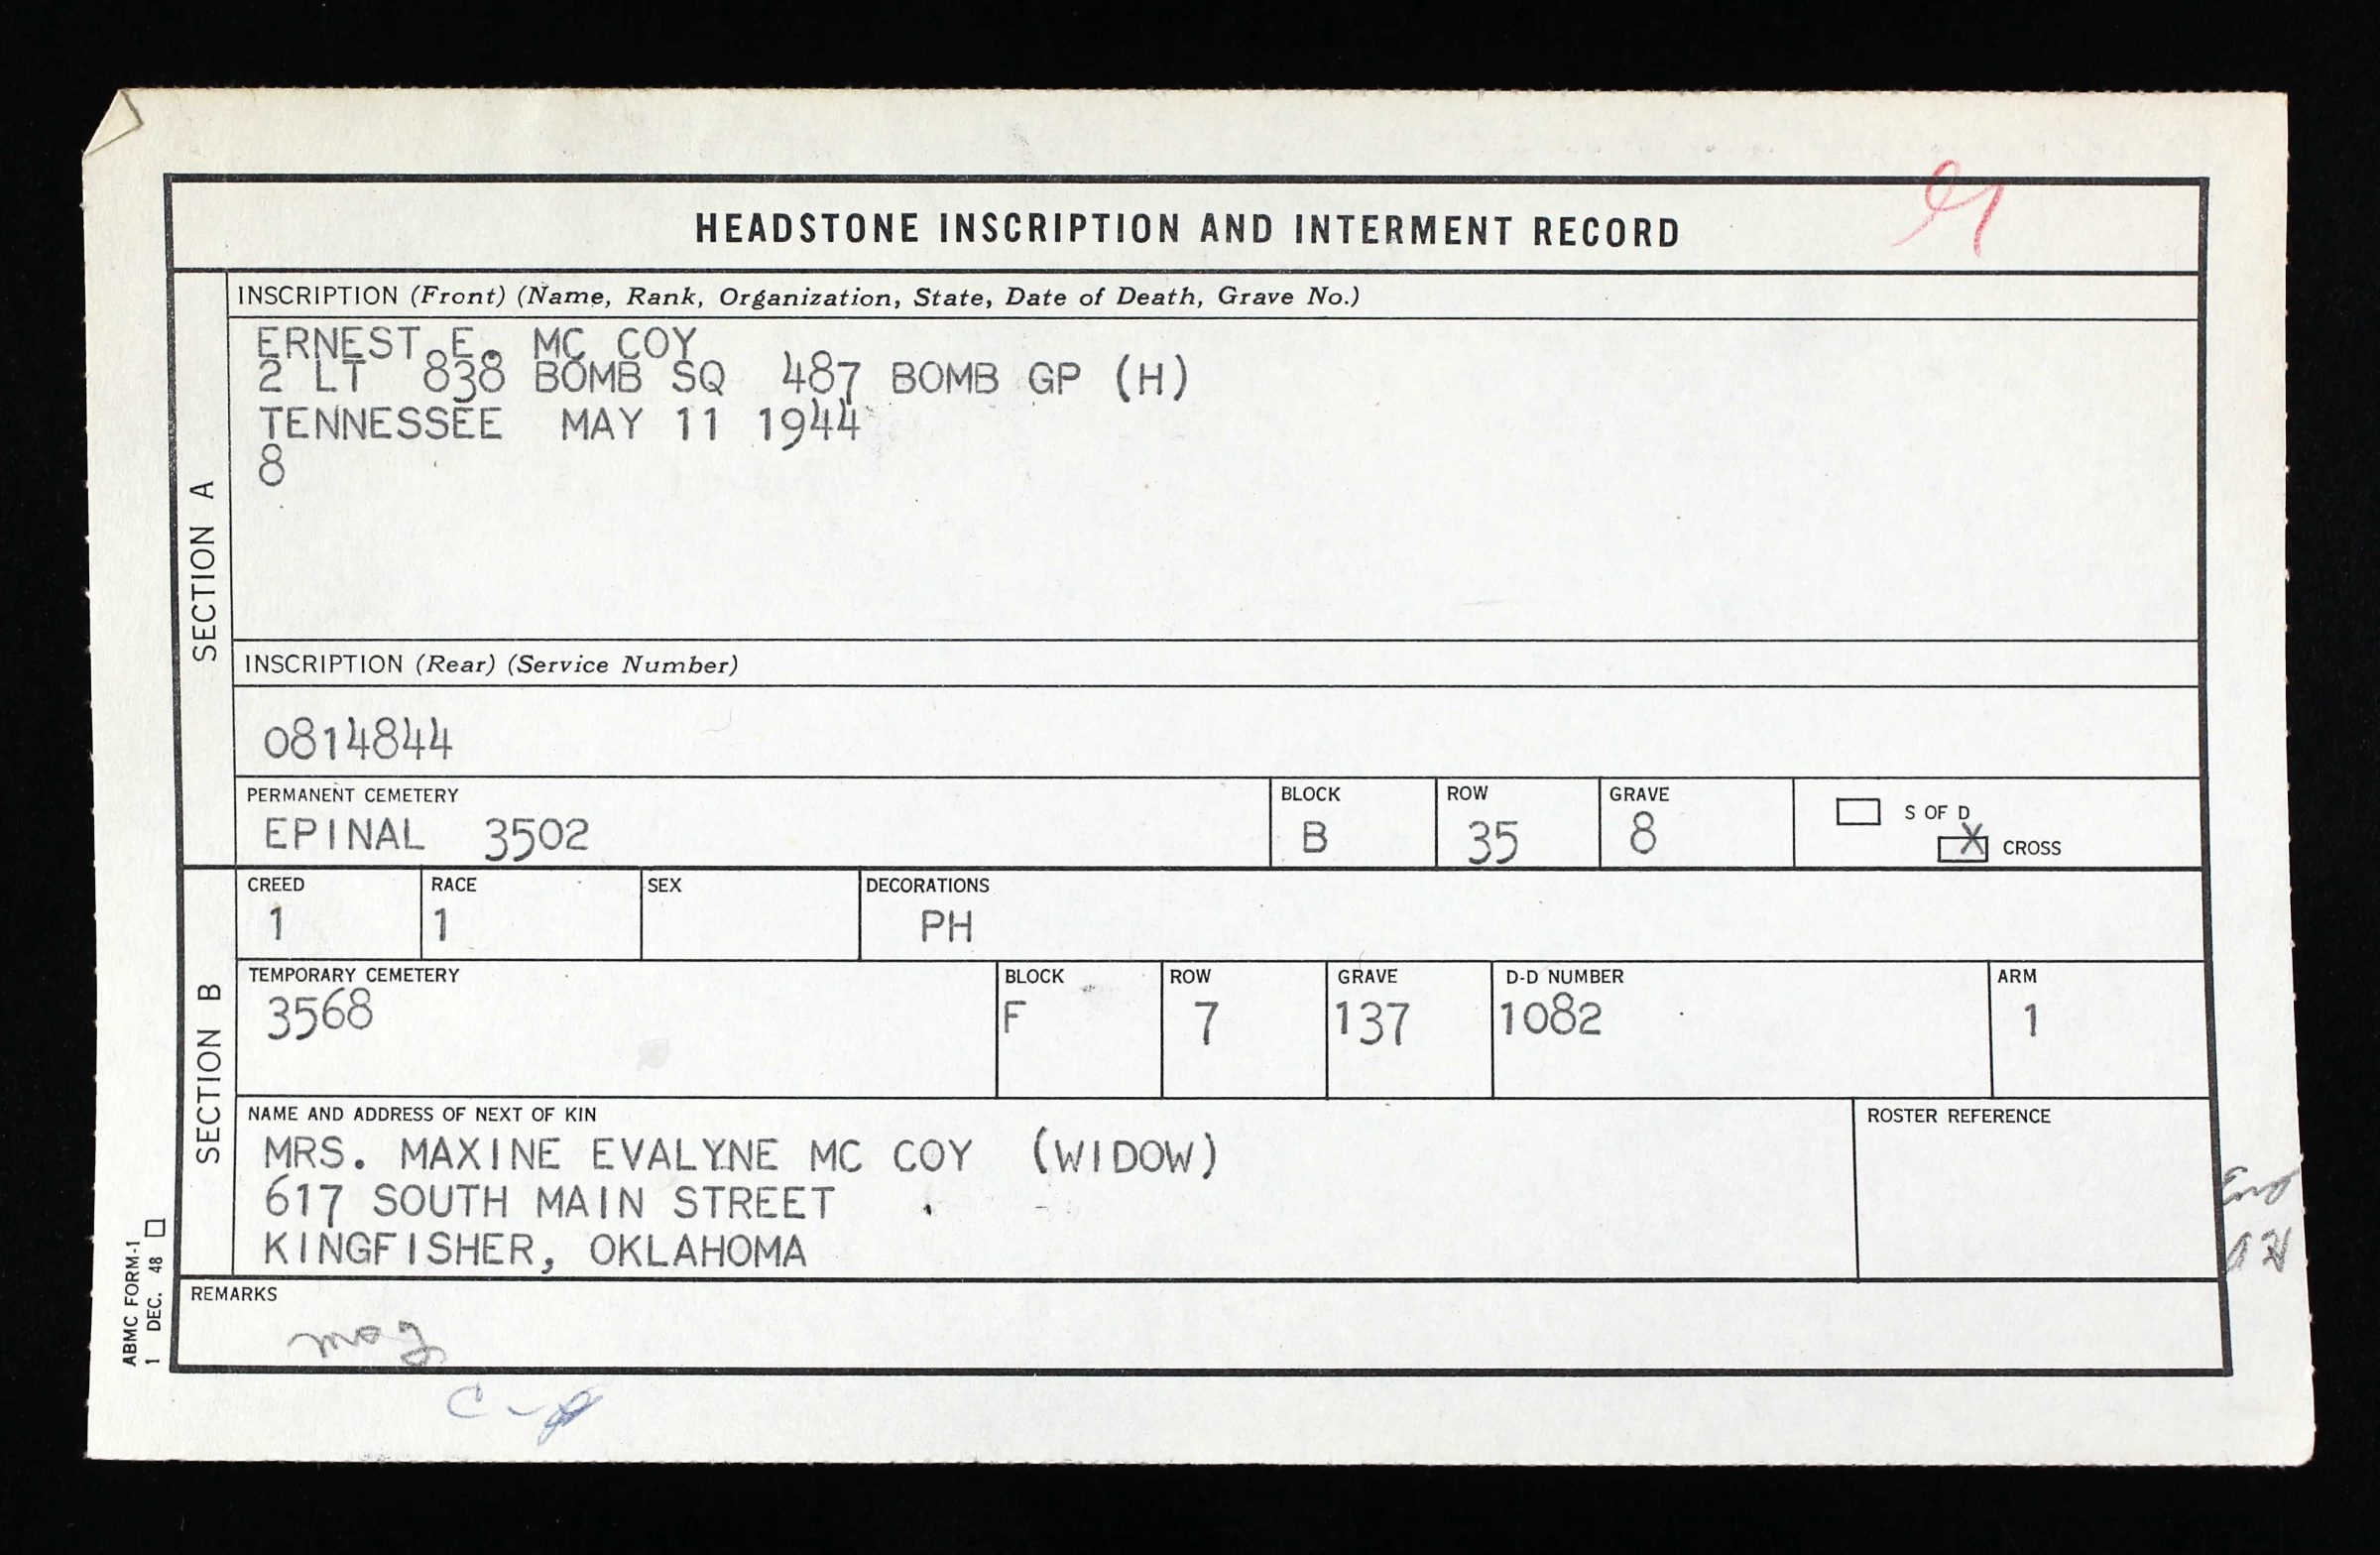 HEADSTONE INSCRIPTION AND INTERMENT RECORD
SECTION A
INSCRIPTION (Front) (Name, Rank, Organization, State, Date of Death, Grave No.)
ERNEST E. MC COY
2 LT 838 BOMB SQ 487 BOMB GP (H)
TENNESSEE MAY 11 1944
8
INSCRIPTION (Rear) (Service Number)
0814844
PERMANENT CEMETERY BLOCK ROW GRAVE
EPINAL 3502 B 35 8
S OF D
X CROSS
SECTION B
CREED RACE SEX DECORATIONS
1 1 PH
TEMPORARY CEMETERY BLOCK ROW GRAVE D-D NUMBER ARM
3568 F 7 137 1082 1
NAME AND ADDRESS OF NEXT OF KIN ROSTER REFERENCE
MRS. MAXINE EVALYNE MC COY (WIDOW)
617 SOUTH MAIN STREET
KINGFISHER, OKLAHOMA
REMARKS
ABMC FORM-1
1 DEC. 48